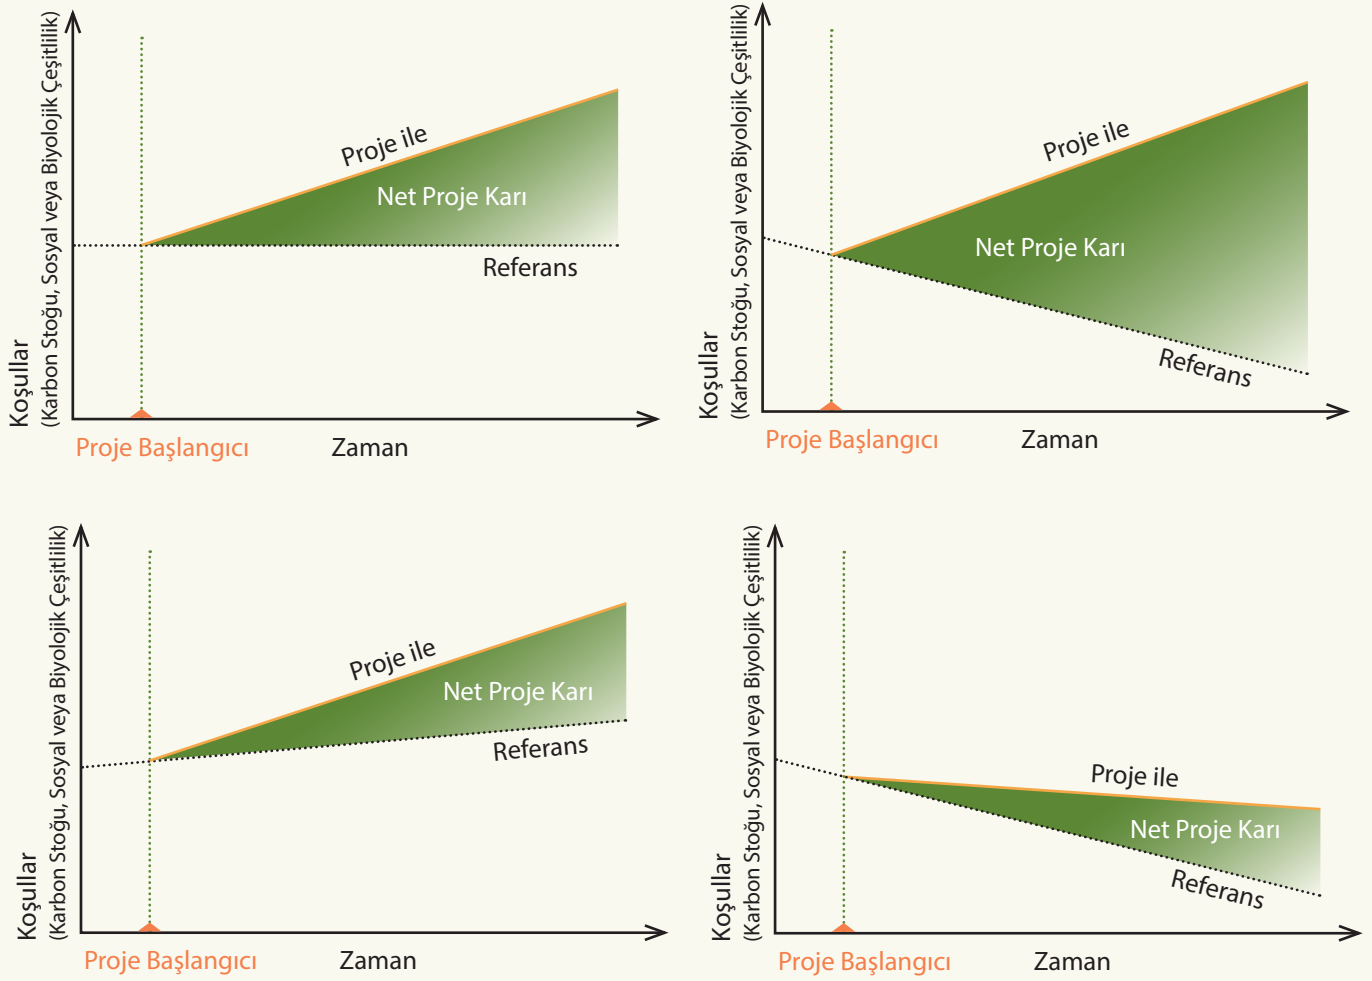 Koşullar
(Karbon Stoğu, Sosyal veya Biyolojik Çeşitlilik)
Proje ile
Net Proje Karı
Referans
Proje Başlangıcı
Zaman
Koşullar
(Karbon Stoğu, Sosyal veya Biyolojik Çeşitlilik)
Proje ile
Net Proje Karı
Referans
Proje Başlangıcı
Zaman
Koşullar
(Karbon Stoğu, Sosyal veya Biyolojik Çeşitlilik)
Proje ile
Net Proje Karı
Referans
Proje Başlangıcı
Zaman
Koşullar
(Karbon Stoğu, Sosyal veya Biyolojik Çeşitlilik)
Proje ile
Net Proje Karı
Referans
Proje Başlangıcı
Zaman